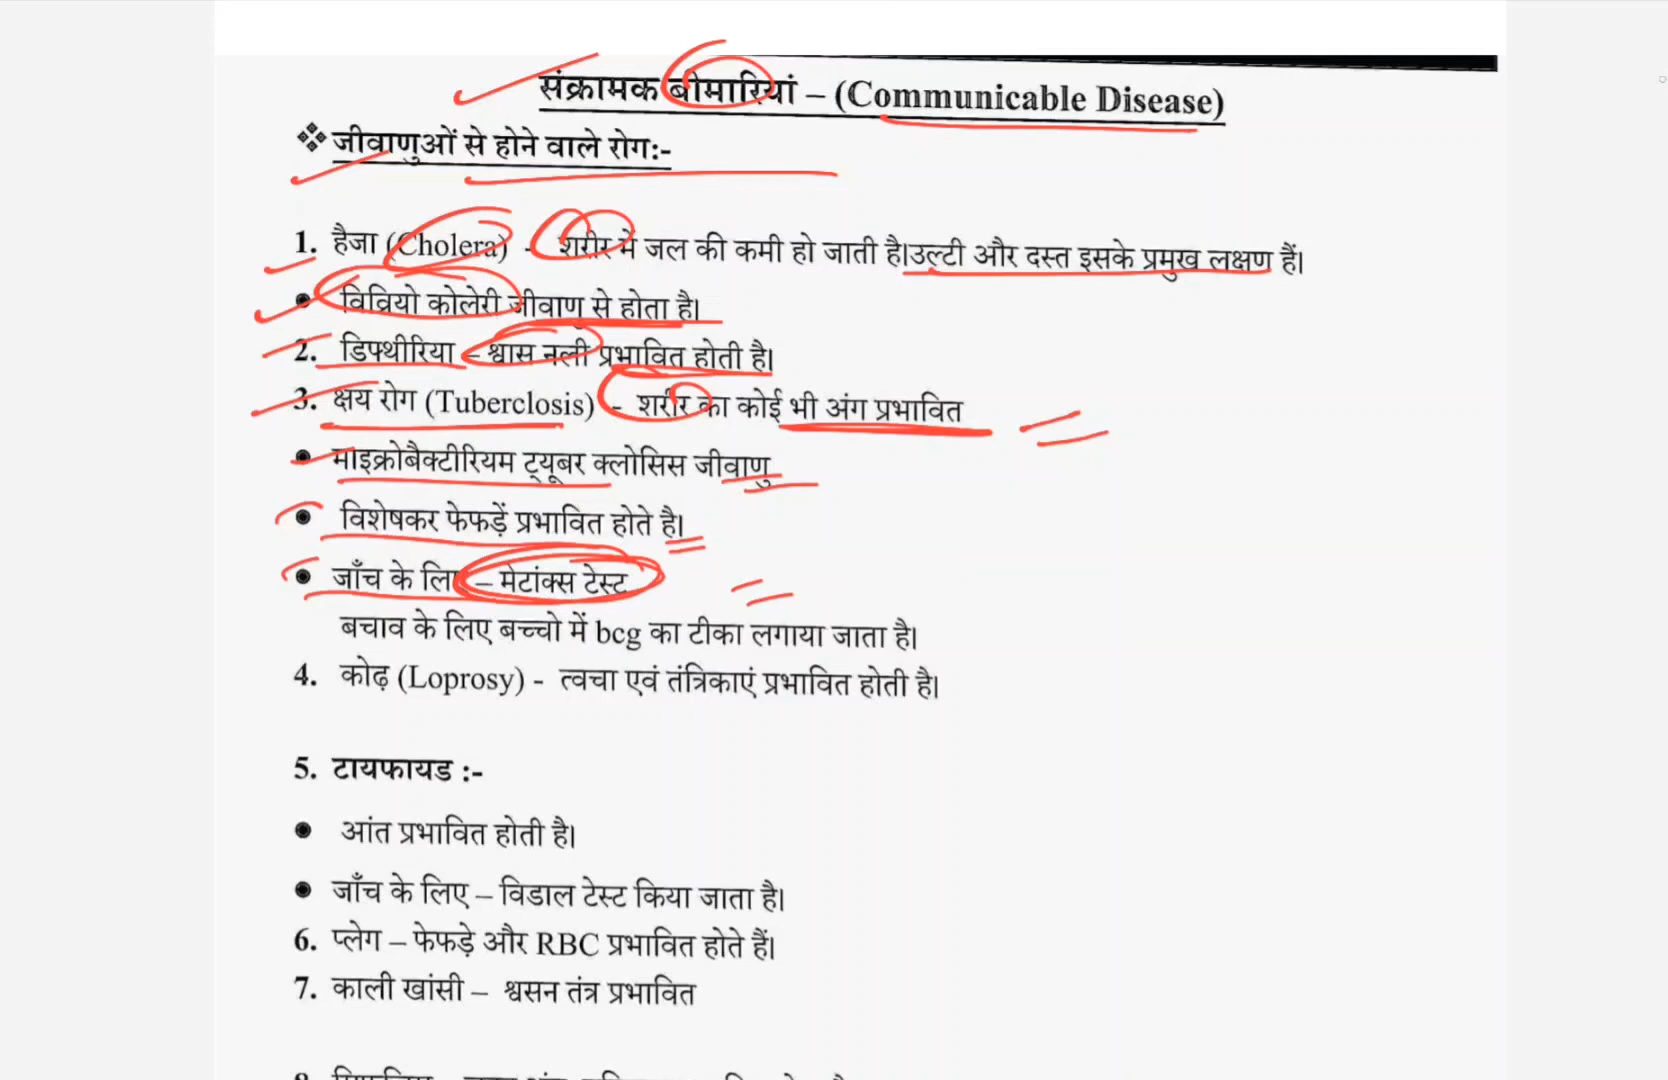 संक्रामक बीमारियां – (Communicable Disease)
❖ जीवाणुओं से होने वाले रोग:-
1. हैजा (Cholera) - शरीर में जल की कमी हो जाती है।उल्टी और दस्त इसके प्रमुख लक्षण हैं।
● विव्रियो कोलेरी जीवाणु से होता है।
2. डिफ्थीरिया – श्वास नली प्रभावित होती है।
3. क्षय रोग (Tuberclosis) - शरीर का कोई भी अंग प्रभावित
● माइक्रोबैक्टीरियम ट्यूबर क्लोसिस जीवाणु
● विशेषकर फेफड़ें प्रभावित होते है।
● जाँच के लि – मेटांक्स टेस्ट
बचाव के लिए बच्चो में bcg का टीका लगाया जाता है।
4. कोढ़ (Loprosy) - त्वचा एवं तंत्रिकाएं प्रभावित होती है।
5. टायफायड :-
● आंत प्रभावित होती है।
● जाँच के लिए – विडाल टेस्ट किया जाता है।
6. प्लेग – फेफड़े और RBC प्रभावित होते हैं।
7. काली खांसी – श्वसन तंत्र प्रभावित